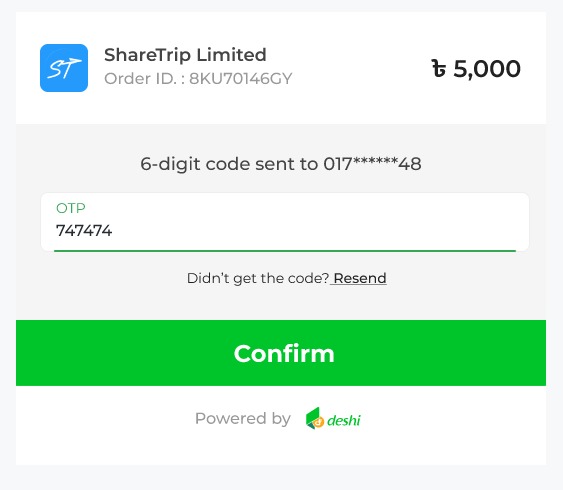 ST
ShareTrip Limited
Order ID. : 8KU70146GY
৳ 5,000
6-digit code sent to 017******48
OTP
747474
Didn’t get the code? Resend
Confirm
Powered by deshi